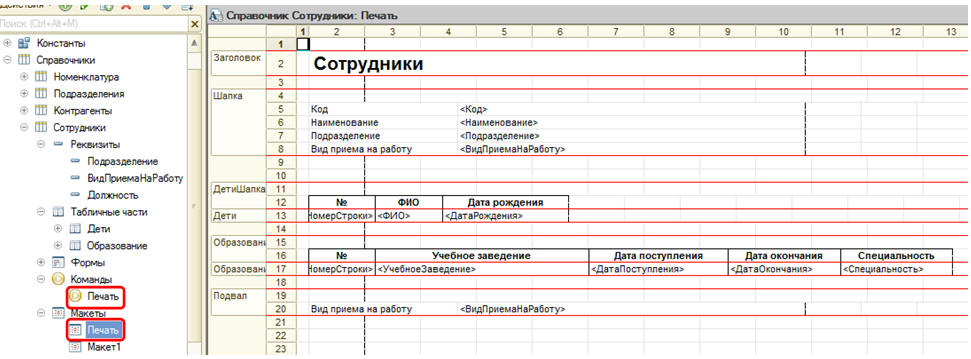 Действия
Поиск (Ctrl+Alt+M)
Константы
Справочники
Номенклатура
Подразделения
Контрагенты
Сотрудники
Реквизиты
Подразделение
ВидПриемаНаРаботу
Должность
Табличные части
Дети
Образование
Формы
Команды
Печать
Макеты
Печать
Макет1
Справочник Сотрудники: Печать
1 2 3 4 5 6 7 8 9 10 11 12 13
1
Заголовок 2 Сотрудники
3
Шапка 4
5 Код <Код>
6 Наименование <Наименование>
7 Подразделение <Подразделение>
8 Вид приема на работу <ВидПриемаНаРаботу>
9
10
ДетиШапка 11
12 № ФИО Дата рождения
Дети 13 НомерСтроки> <ФИО> <ДатаРождения>
14
Образовани 15
16 № Учебное заведение Дата поступления Дата окончания Специальность
Образовани 17 НомерСтроки> <УчебноеЗаведение> <ДатаПоступления> <ДатаОкончания> <Специальность>
18
Подвал 19
20 Вид приема на работу <ВидПриемаНаРаботу>
21
22
23